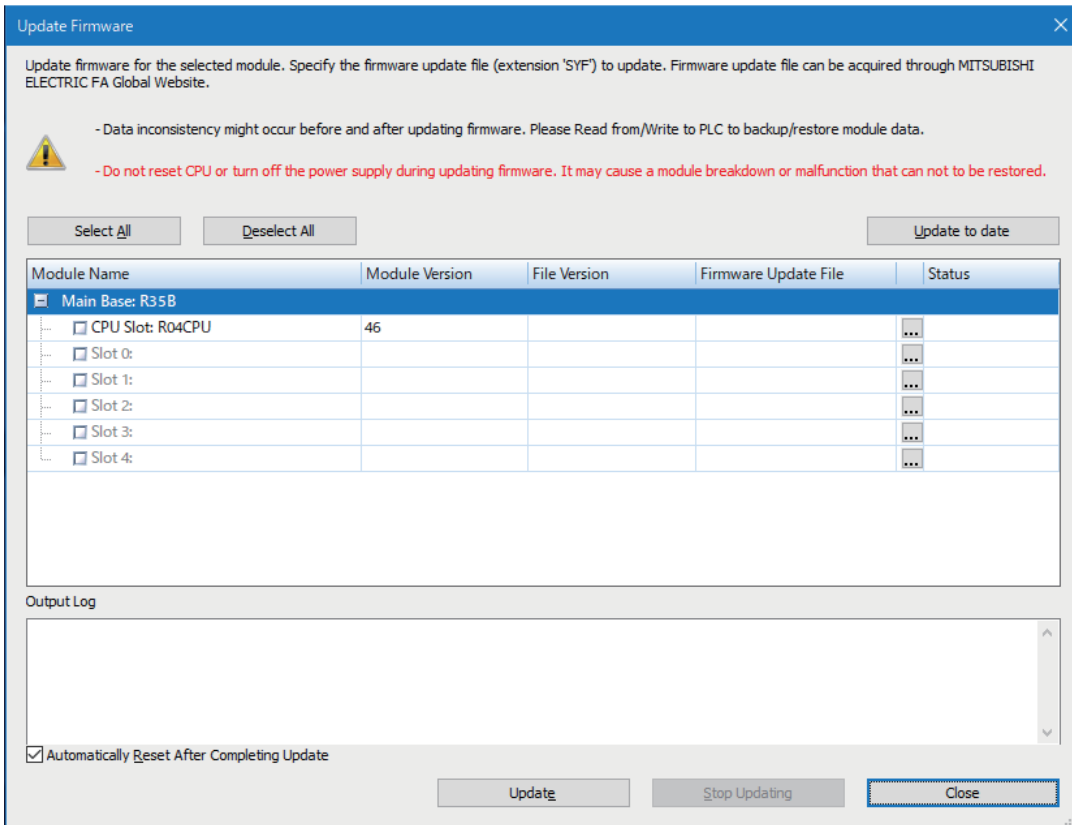 Update Firmware
Update firmware for the selected module. Specify the firmware update file (extension 'SYF') to update. Firmware update file can be acquired through MITSUBISHI
ELECTRIC FA Global Website.
- Data inconsistency might occur before and after updating firmware. Please Read from/Write to PLC to backup/restore module data.
- Do not reset CPU or turn off the power supply during updating firmware. It may cause a module breakdown or malfunction that can not to be restored.
Select All Deselect All Update to date
Module Name Module Version File Version Firmware Update File Status
Main Base: R35B
CPU Slot: R04CPU 46 ...
Slot 0: ...
Slot 1: ...
Slot 2: ...
Slot 3: ...
Slot 4: ...
Output Log
Automatically Reset After Completing Update
Update Stop Updating Close